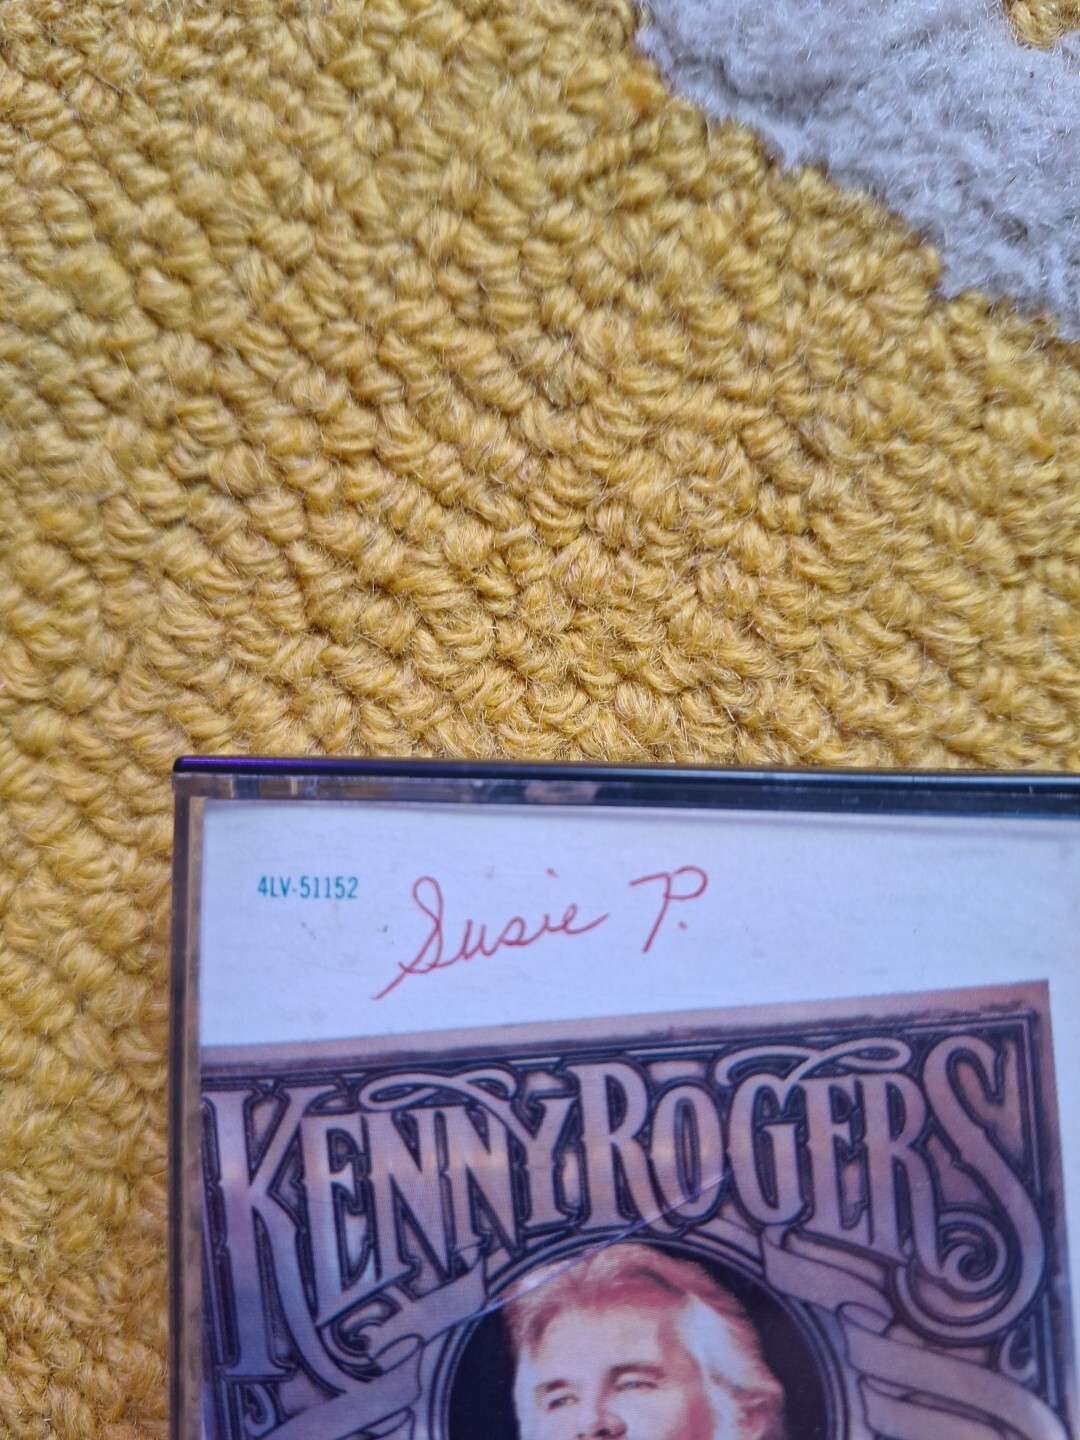 4LV-51152 Susie P.
KENNY ROGERS